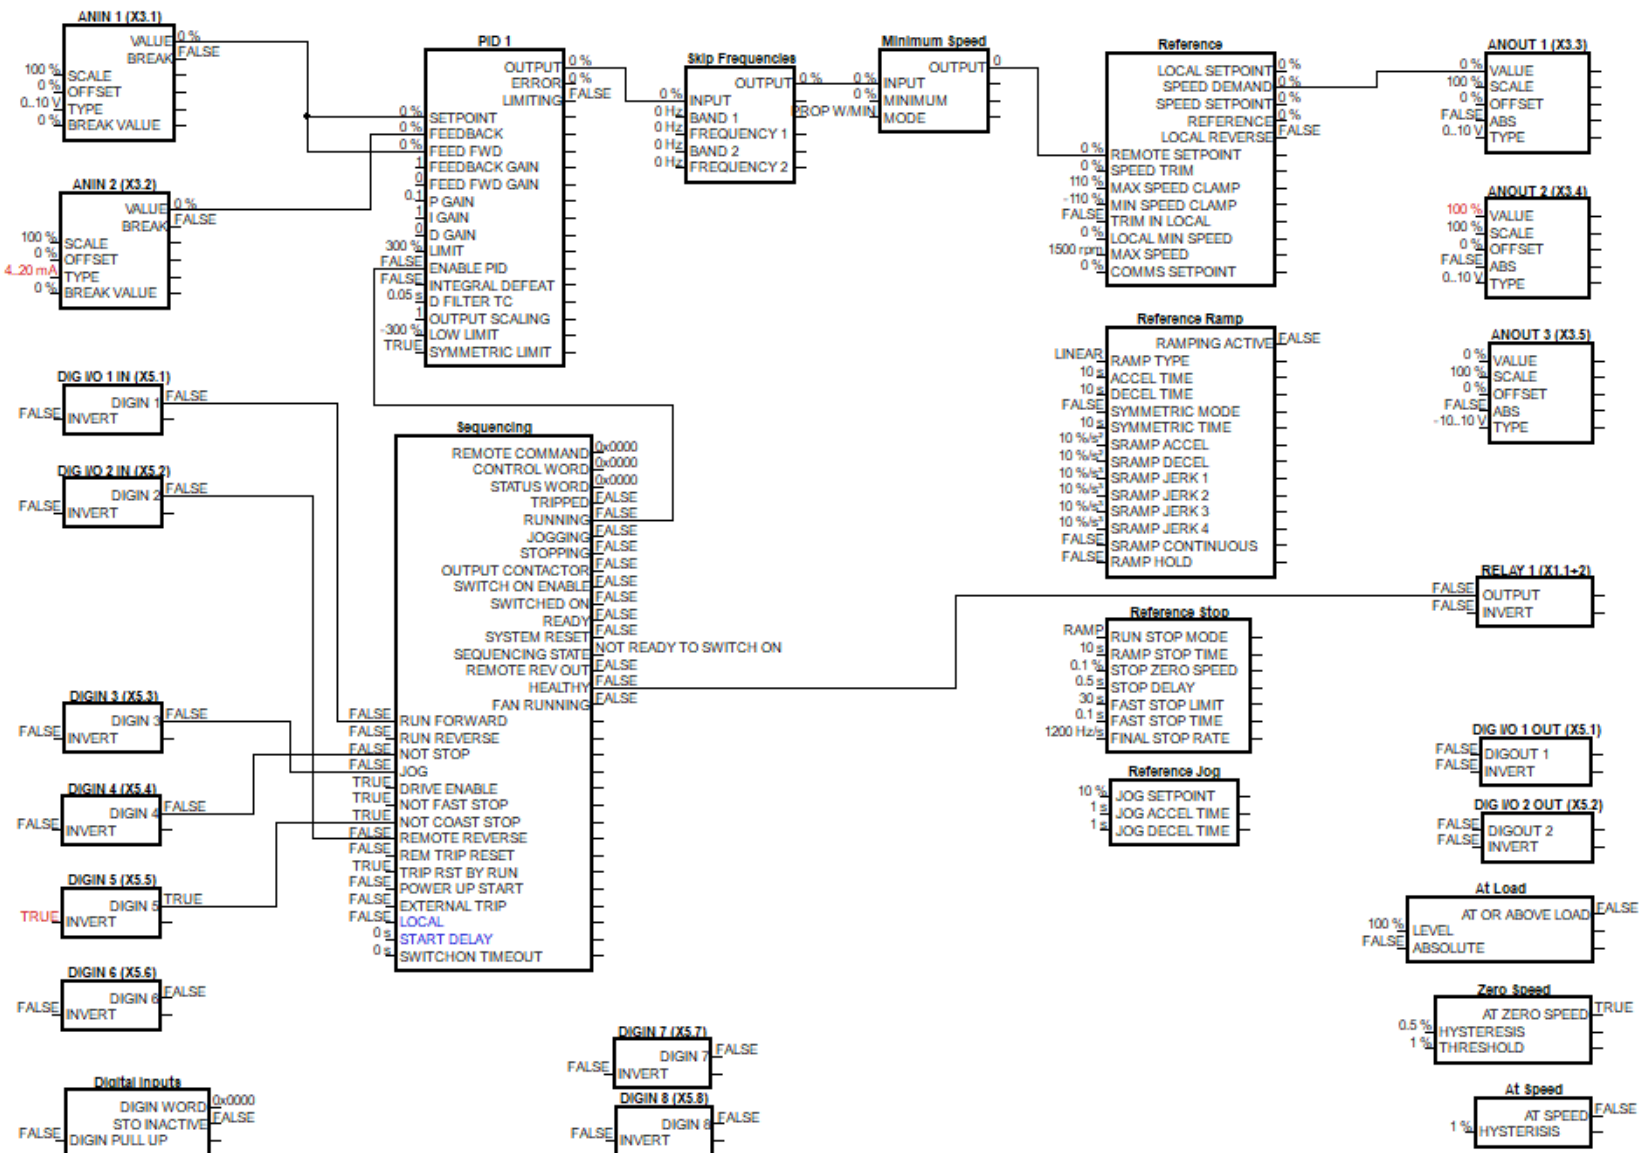 ANIN 1 (X3.1)
VALUE 0 %
BREAK FALSE
100 % SCALE
0 % OFFSET
0..10 V TYPE
0 % BREAK VALUE
ANIN 2 (X3.2)
VALUE 0 %
BREAK FALSE
100 % SCALE
0 % OFFSET
4..20 mA TYPE
0 % BREAK VALUE
DIG I/O 1 IN (X5.1)
DIGIN 1 FALSE
FALSE INVERT
DIG I/O 2 IN (X5.2)
DIGIN 2 FALSE
FALSE INVERT
DIGIN 3 (X5.3)
DIGIN 3 FALSE
FALSE INVERT
DIGIN 4 (X5.4)
DIGIN 4 FALSE
FALSE INVERT
DIGIN 5 (X5.5)
DIGIN 5 TRUE
TRUE INVERT
DIGIN 6 (X5.6)
DIGIN 6 FALSE
FALSE INVERT
Digital Inputs
DIGIN WORD 0x0000
STO INACTIVE FALSE
FALSE DIGIN PULL UP
PID 1
OUTPUT 0 %
ERROR 0 %
LIMITING FALSE
0 % SETPOINT
0 % FEEDBACK
0 % FEED FWD
1 FEEDBACK GAIN
0 FEED FWD GAIN
0.1 P GAIN
1 I GAIN
0 D GAIN
300 % LIMIT
FALSE ENABLE PID
FALSE INTEGRAL DEFEAT
0.05 s D FILTER TC
1 OUTPUT SCALING
-300 % LOW LIMIT
TRUE SYMMETRIC LIMIT
Sequencing
REMOTE COMMAND 0x0000
CONTROL WORD 0x0000
STATUS WORD 0x0000
TRIPPED FALSE
RUNNING FALSE
JOGGING FALSE
STOPPING FALSE
OUTPUT CONTACTOR FALSE
SWITCH ON ENABLE FALSE
SWITCHED ON FALSE
READY FALSE
SYSTEM RESET FALSE
SEQUENCING STATE NOT READY TO SWITCH ON
REMOTE REV OUT FALSE
HEALTHY FALSE
FAN RUNNING FALSE
FALSE RUN FORWARD
FALSE RUN REVERSE
FALSE NOT STOP
FALSE JOG
TRUE DRIVE ENABLE
TRUE NOT FAST STOP
TRUE NOT COAST STOP
FALSE REMOTE REVERSE
FALSE REM TRIP RESET
TRUE TRIP RST BY RUN
FALSE POWER UP START
FALSE EXTERNAL TRIP
FALSE LOCAL
0 s START DELAY
0 s SWITCHON TIMEOUT
DIGIN 7 (X5.7)
DIGIN 7 FALSE
FALSE INVERT
DIGIN 8 (X5.8)
DIGIN 8 FALSE
FALSE INVERT
Skip Frequencies
OUTPUT 0 %
0 % INPUT
0 Hz BAND 1
0 Hz FREQUENCY 1
0 Hz BAND 2
0 Hz FREQUENCY 2
Minimum Speed
OUTPUT 0
0 % INPUT
0 % MINIMUM
PROP W/MIN MODE
Reference
LOCAL SETPOINT 0 %
SPEED DEMAND 0 %
SPEED SETPOINT 0 %
REFERENCE 0 %
LOCAL REVERSE FALSE
0 % REMOTE SETPOINT
0 % SPEED TRIM
110 % MAX SPEED CLAMP
-110 % MIN SPEED CLAMP
FALSE TRIM IN LOCAL
0 % LOCAL MIN SPEED
1500 rpm MAX SPEED
0 % COMMS SETPOINT
Reference Ramp
RAMPING ACTIVE FALSE
LINEAR RAMP TYPE
10 s ACCEL TIME
10 s DECEL TIME
FALSE SYMMETRIC MODE
10 s SYMMETRIC TIME
10 %/s² SRAMP ACCEL
10 %/s² SRAMP DECEL
10 %/s³ SRAMP JERK 1
10 %/s³ SRAMP JERK 2
10 %/s³ SRAMP JERK 3
10 %/s³ SRAMP JERK 4
FALSE SRAMP CONTINUOUS
FALSE RAMP HOLD
Reference Stop
RAMP RUN STOP MODE
10 s RAMP STOP TIME
0.1 % STOP ZERO SPEED
0.5 s STOP DELAY
30 s FAST STOP LIMIT
0.1 s FAST STOP TIME
1200 Hz/s FINAL STOP RATE
Reference Jog
10 % JOG SETPOINT
1 s JOG ACCEL TIME
1 s JOG DECEL TIME
ANOUT 1 (X3.3)
0 % VALUE
100 % SCALE
0 % OFFSET
FALSE ABS
0..10 V TYPE
ANOUT 2 (X3.4)
100 % VALUE
100 % SCALE
0 % OFFSET
FALSE ABS
0..10 V TYPE
ANOUT 3 (X3.5)
0 % VALUE
100 % SCALE
0 % OFFSET
FALSE ABS
-10..10 V TYPE
RELAY 1 (X1.1+2)
FALSE OUTPUT
FALSE INVERT
DIG I/O 1 OUT (X5.1)
FALSE DIGOUT 1
FALSE INVERT
DIG I/O 2 OUT (X5.2)
FALSE DIGOUT 2
FALSE INVERT
At Load
AT OR ABOVE LOAD FALSE
100 % LEVEL
FALSE ABSOLUTE
Zero Speed
AT ZERO SPEED TRUE
0.5 % HYSTERESIS
1 % THRESHOLD
At Speed
AT SPEED FALSE
1 % HYSTERISIS